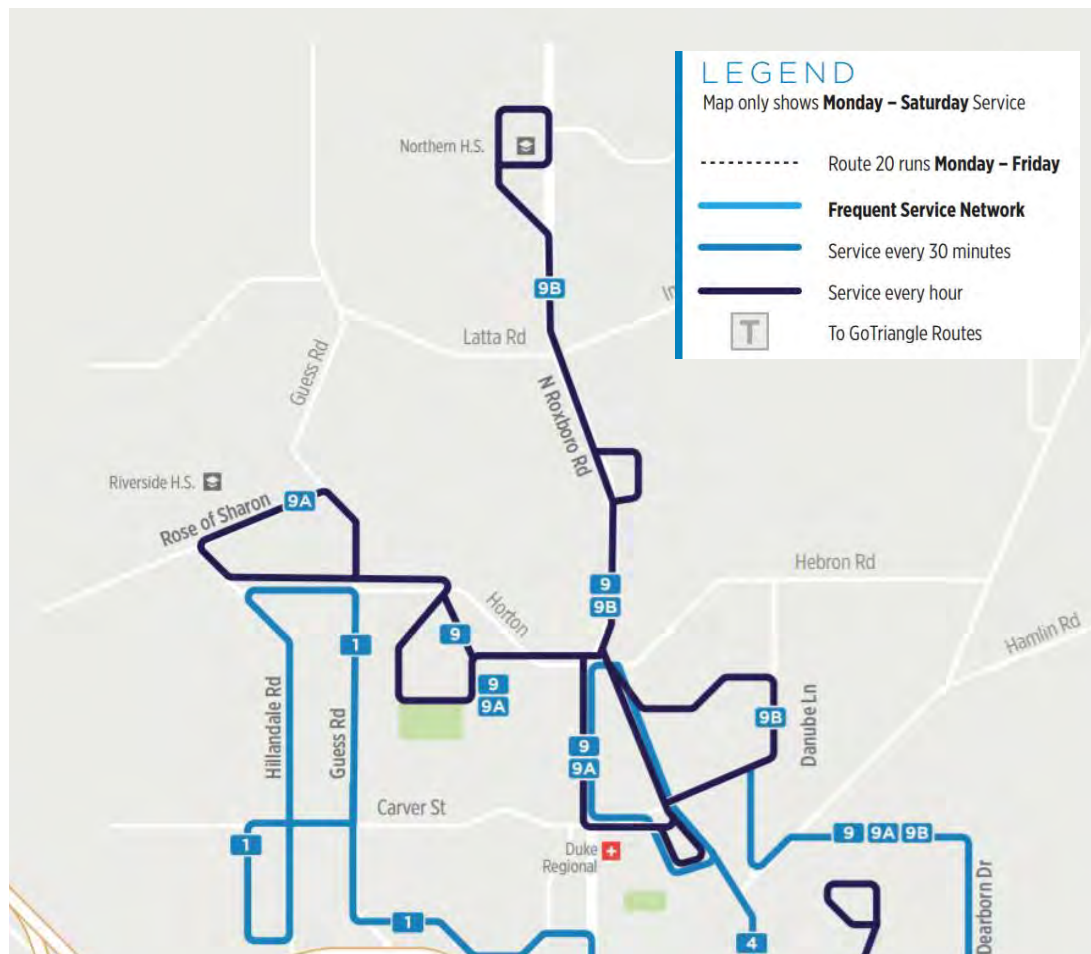 LEGEND
Map only shows Monday – Saturday Service
Route 20 runs Monday – Friday
Frequent Service Network
Service every 30 minutes
Service every hour
T
To GoTriangle Routes
Northern H.S.
9B
In
Latta Rd
Guess Rd
N Roxboro Rd
Riverside H.S.
9A
Rose of Sharon
Hebron Rd
9
9B
Horton
Hamlin Rd
9
1
9
9A
Hillandale Rd
Guess Rd
9B
Danube Ln
9
9A
Carver St
1
Duke
Regional
9 9A 9B
Dearborn Dr
1
4